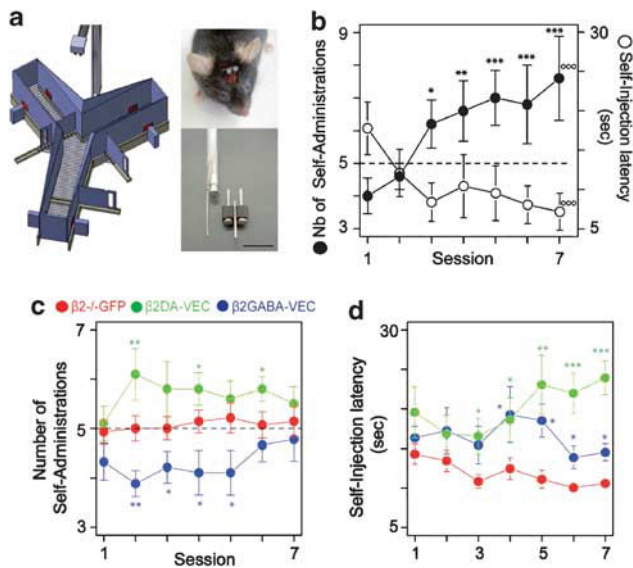 a
b
9
5
3
Nb of Self-Administrations
30
5
Self-Injection latency
(sec)
*
**
***
***
***
°°°
°°°
1
Session
7
c
β2-/-GFP
β2DA-VEC
β2GABA-VEC
7
5
3
Number of
Self-Administrations
**
*
*
**
*
*
*
1
Session
7
d
30
5
Self-Injection latency
(sec)
*
*
*
**
***
***
*
*
*
1
3
5
7